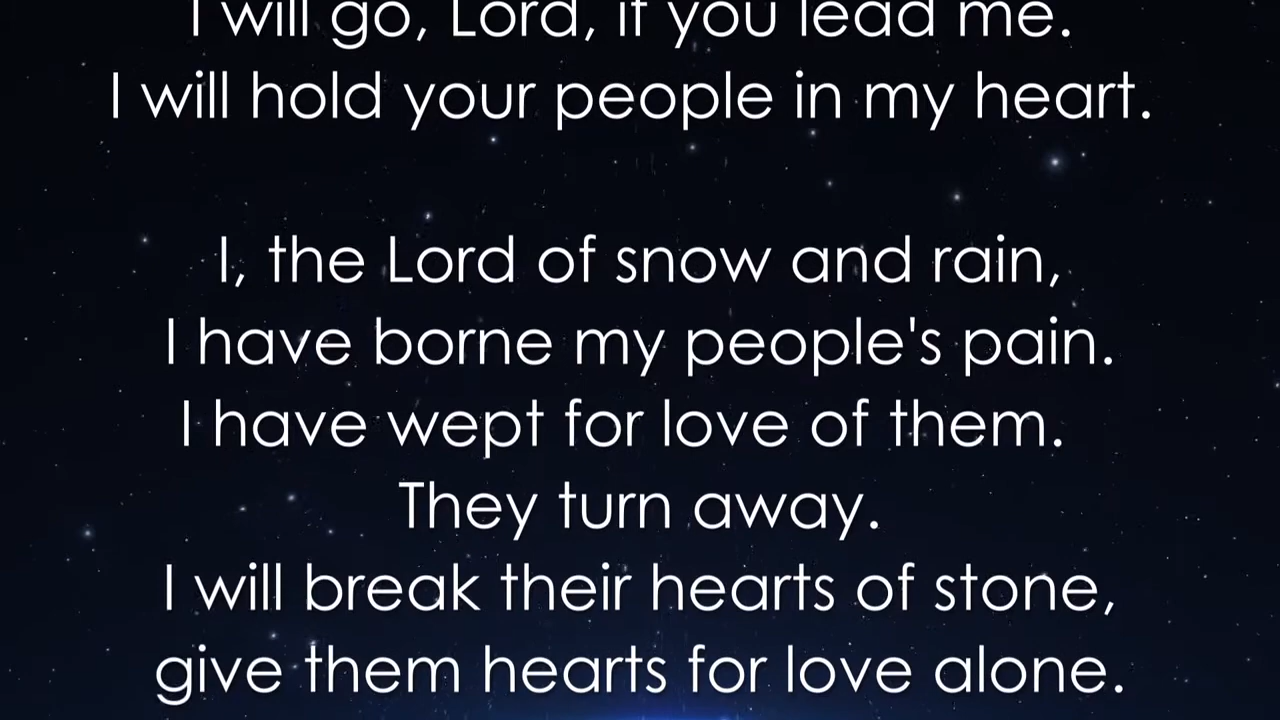 I will go, Lord, if you lead me.
I will hold your people in my heart.
I, the Lord of snow and rain,
I have borne my people's pain.
I have wept for love of them.
They turn away.
I will break their hearts of stone,
give them hearts for love alone.